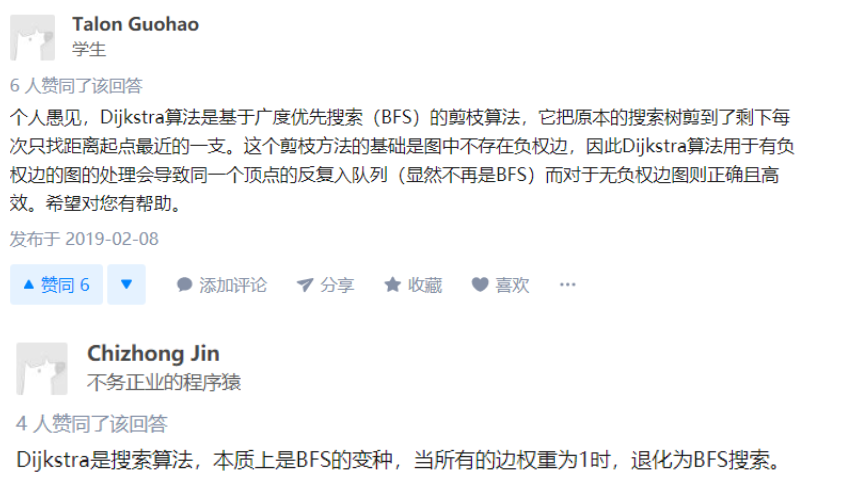 Talon Guohao
学生
6 人赞同了该回答
个人愚见，Dijkstra算法是基于广度优先搜索（BFS）的剪枝算法，它把原本的搜索树剪到了剩下每
次只找距离起点最近的一支。这个剪枝方法的基础是图中不存在负权边，因此Dijkstra算法用于有负
权边的图的处理会导致同一个顶点的反复入队列（显然不再是BFS）而对于无负权边图则正确且高
效。希望对您有帮助。
发布于 2019-02-08
赞同 6 添加评论 分享 收藏 喜欢 ···
Chizhong Jin
不务正业的程序猿
4 人赞同了该回答
Dijkstra是搜索算法，本质上是BFS的变种，当所有的边权重为1时，退化为BFS搜索。